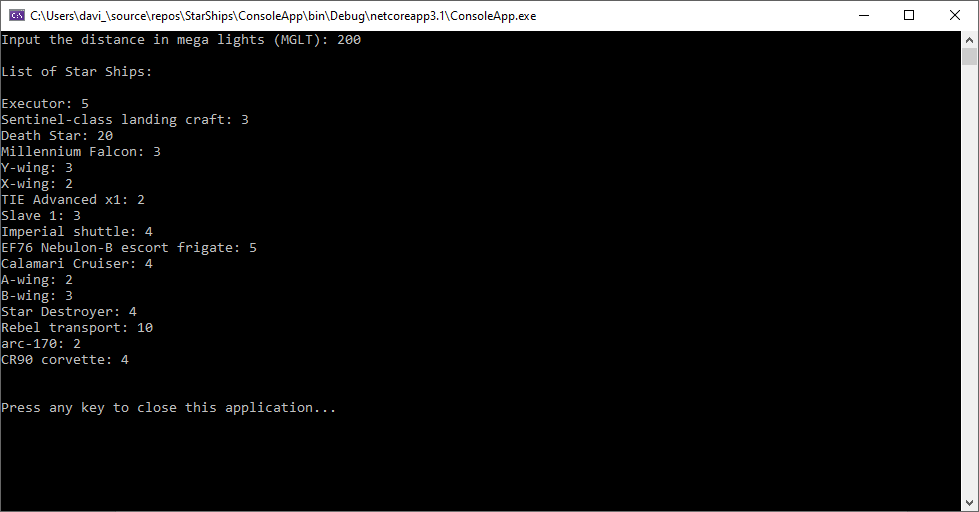 C:\Users\davi_\source\repos\StarShips\ConsoleApp\bin\Debug\netcoreapp3.1\ConsoleApp.exe
Input the distance in mega lights (MGLT): 200
List of Star Ships:
Executor: 5
Sentinel-class landing craft: 3
Death Star: 20
Millennium Falcon: 3
Y-wing: 3
X-wing: 2
TIE Advanced x1: 2
Slave 1: 3
Imperial shuttle: 4
EF76 Nebulon-B escort frigate: 5
Calamari Cruiser: 4
A-wing: 2
B-wing: 3
Star Destroyer: 4
Rebel transport: 10
arc-170: 2
CR90 corvette: 4
Press any key to close this application...